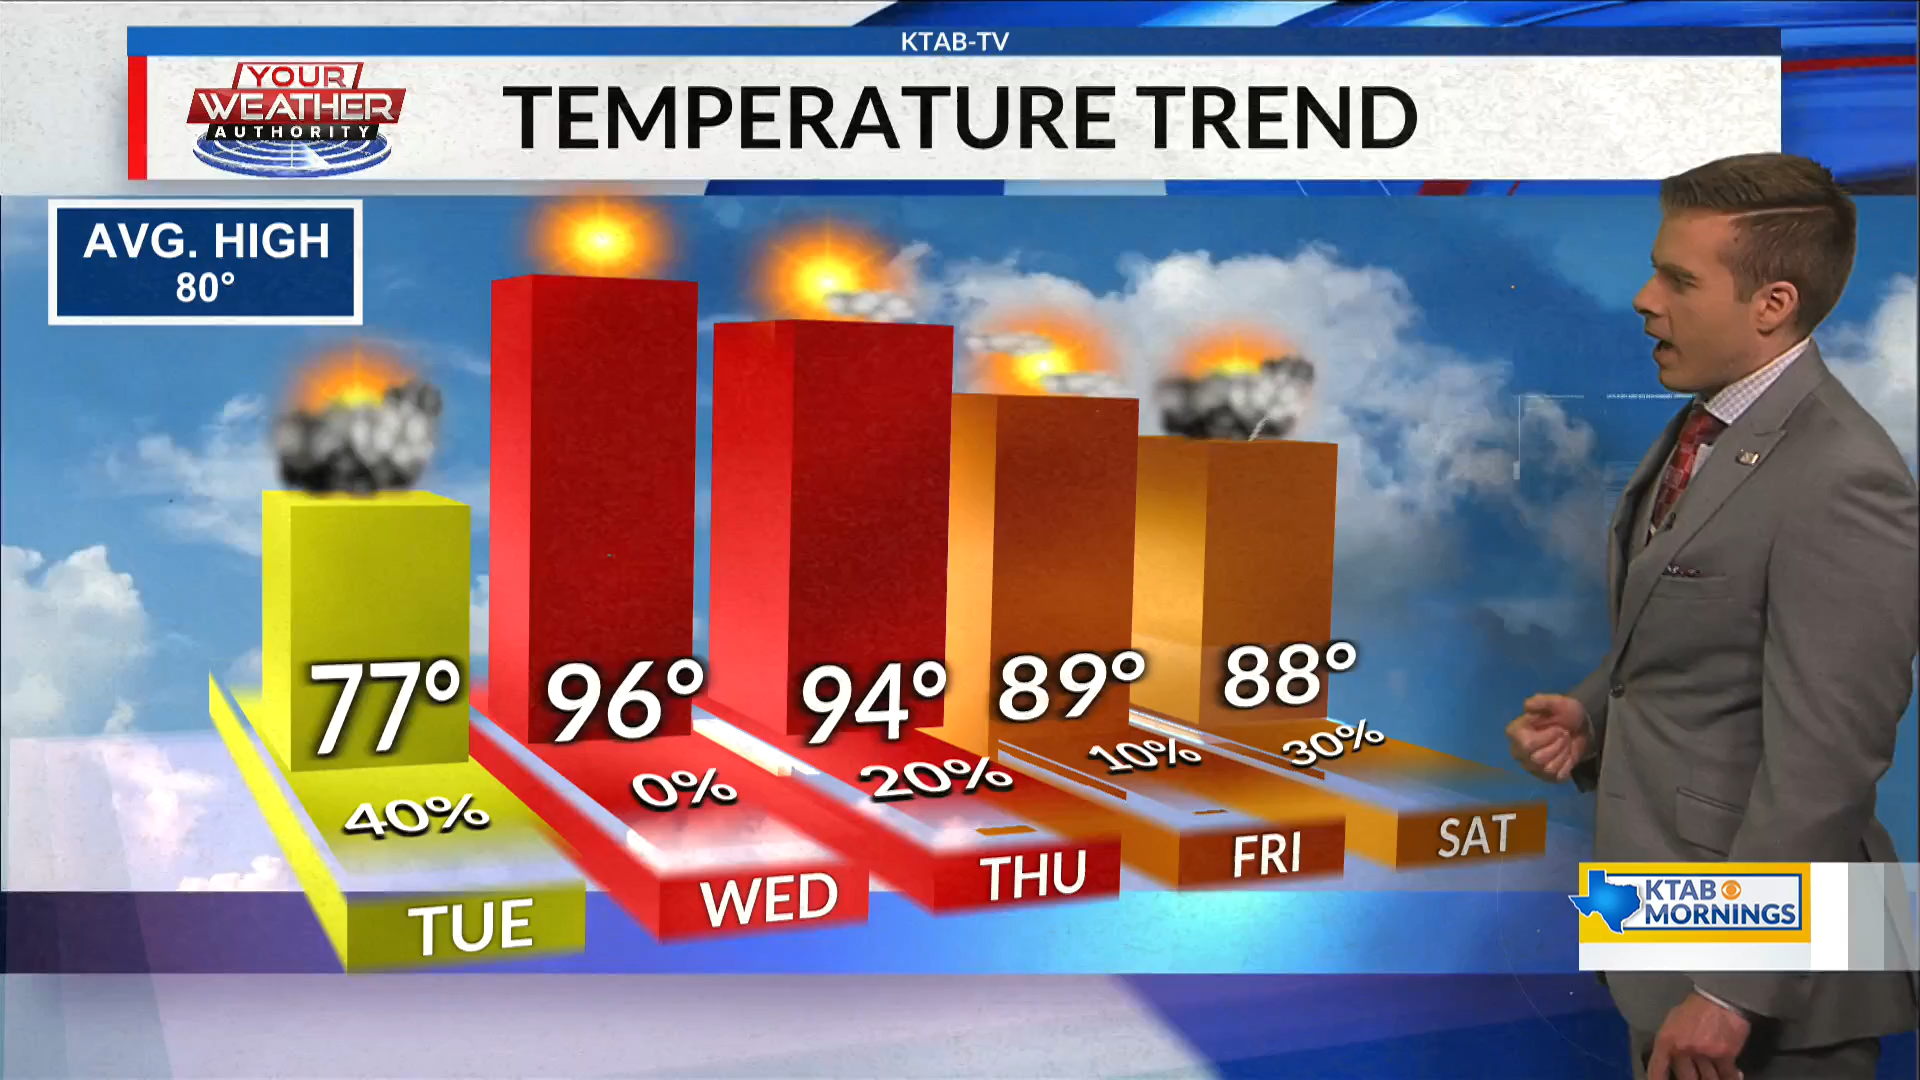 KTAB-TV
YOUR
WEATHER
AUTHORITY
TEMPERATURE TREND
AVG. HIGH
80°
77° 96° 94° 89° 88°
40% 0% 20% 10% 30%
TUE WED THU FRI SAT
KTAB
MORNINGS